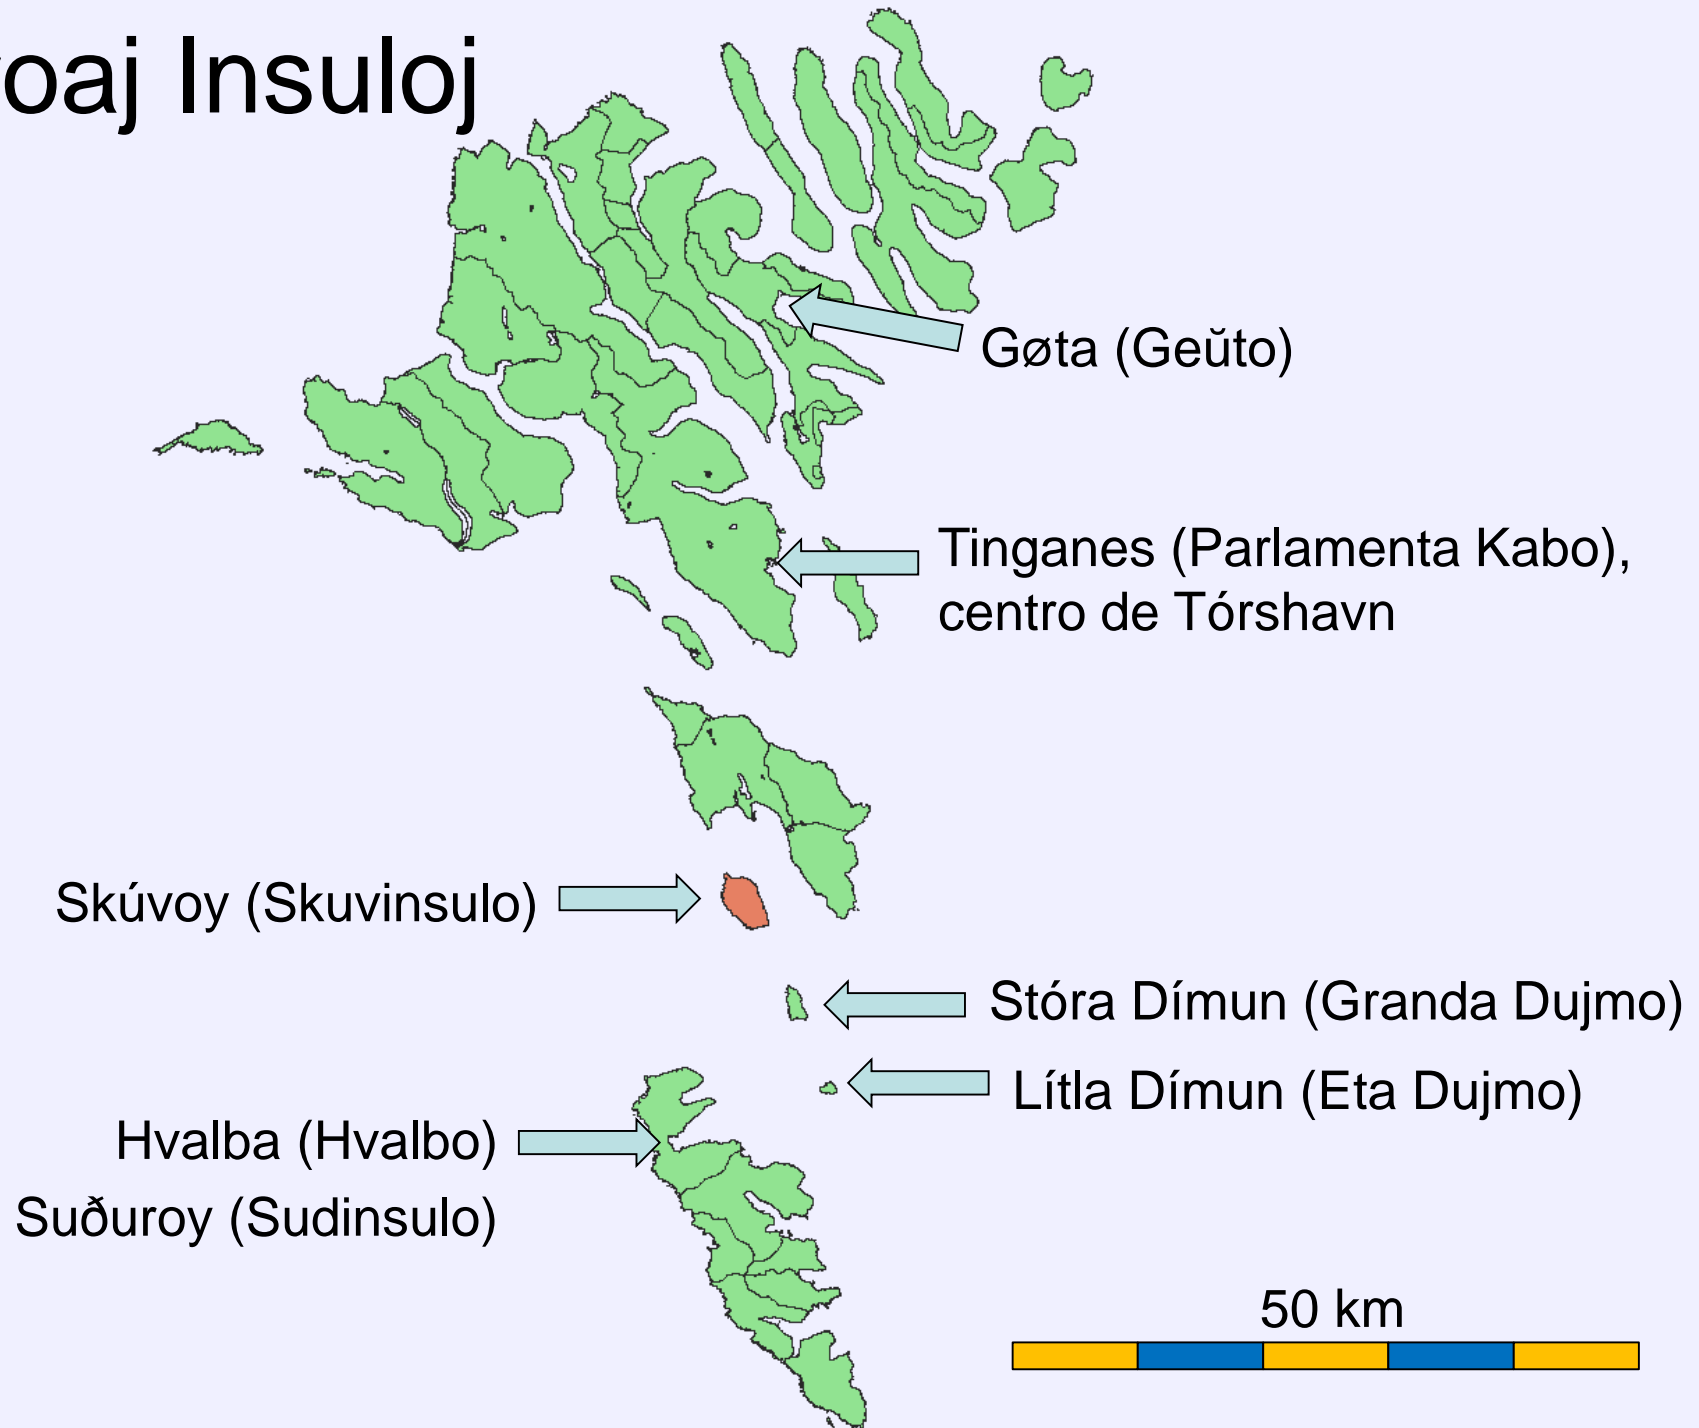 Insuloj
Gøta (Geŭto)
Tinganes (Parlamenta Kabo),
centro de Tórshavn
Skúvoy (Skuvinsulo)
Stóra Dímun (Granda Dujmo)
Lítla Dímun (Eta Dujmo)
Hvalba (Hvalbo)
Suðuroy (Sudinsulo)
50 km